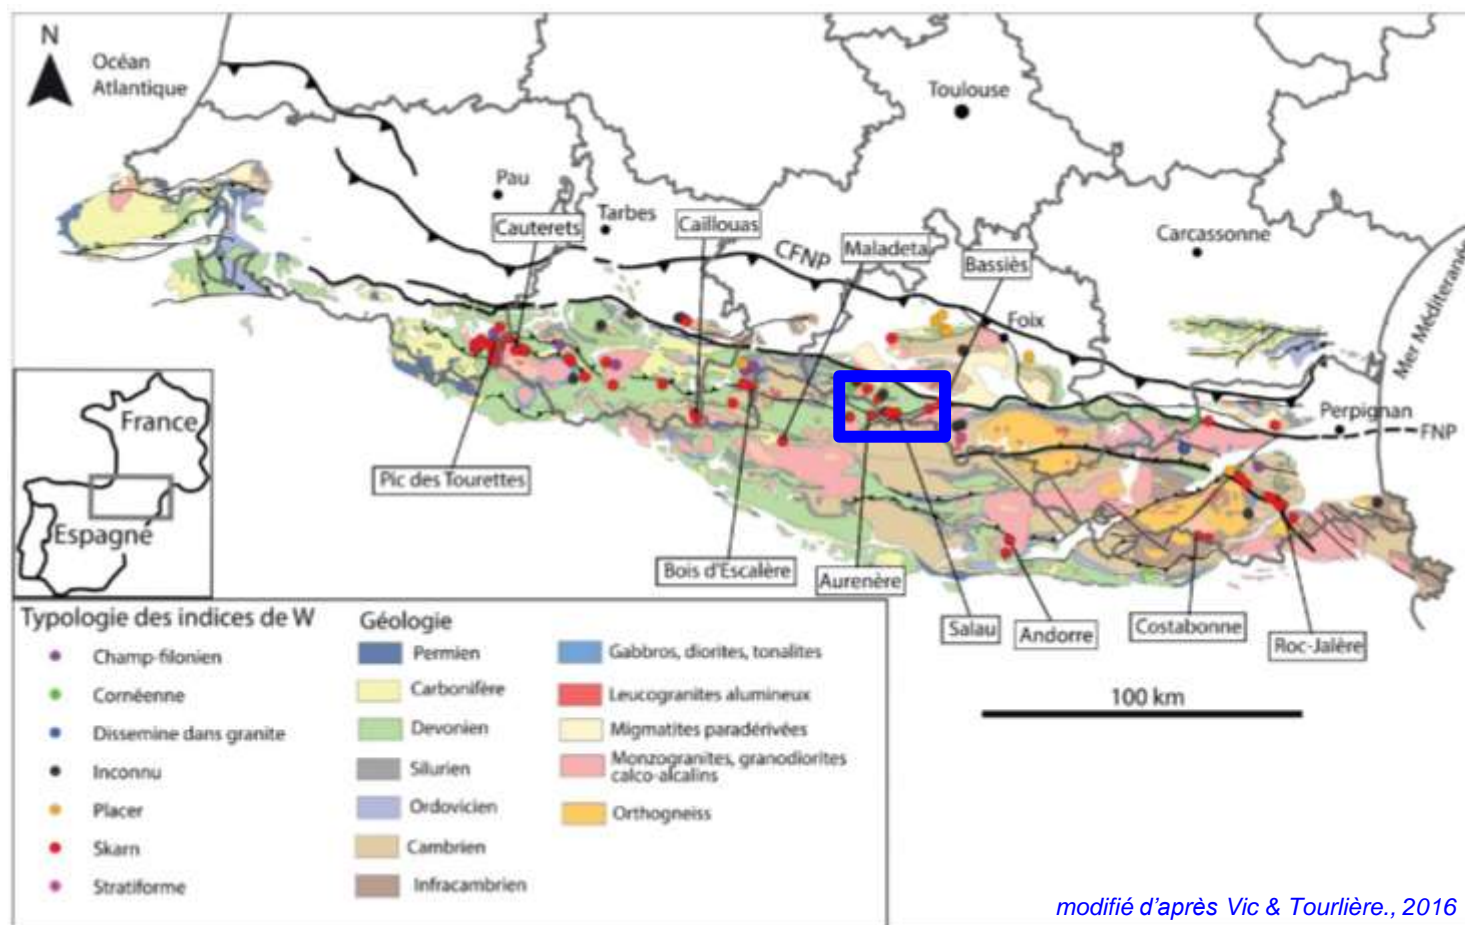 N
Océan
Atlantique
Toulouse
Pau
Tarbes
Cauterets
Caillouas
CFNP
Maladeta
Bassiès
Carcassonne
Foix
Mer Méditeranée
Perpignan
FNP
France
Espagne
Pic des Tourettes
Bois d'Escalère
Aurenère
Salau
Andorre
Costabonne
Roc-Jalère
100 km
Typologie des indices de W
Champ-filonien
Cornéenne
Dissemine dans granite
Inconnu
Placer
Skarn
Stratiforme
Géologie
Permien
Carbonifère
Devonien
Silurien
Ordovicien
Cambrien
Infracambrien
Gabbros, diorites, tonalites
Leucogranites alumineux
Migmatites paradérivées
Monzogranites, granodiorites
calco-alcalins
Orthogneiss
modifié d'après Vic & Tourlière., 2016